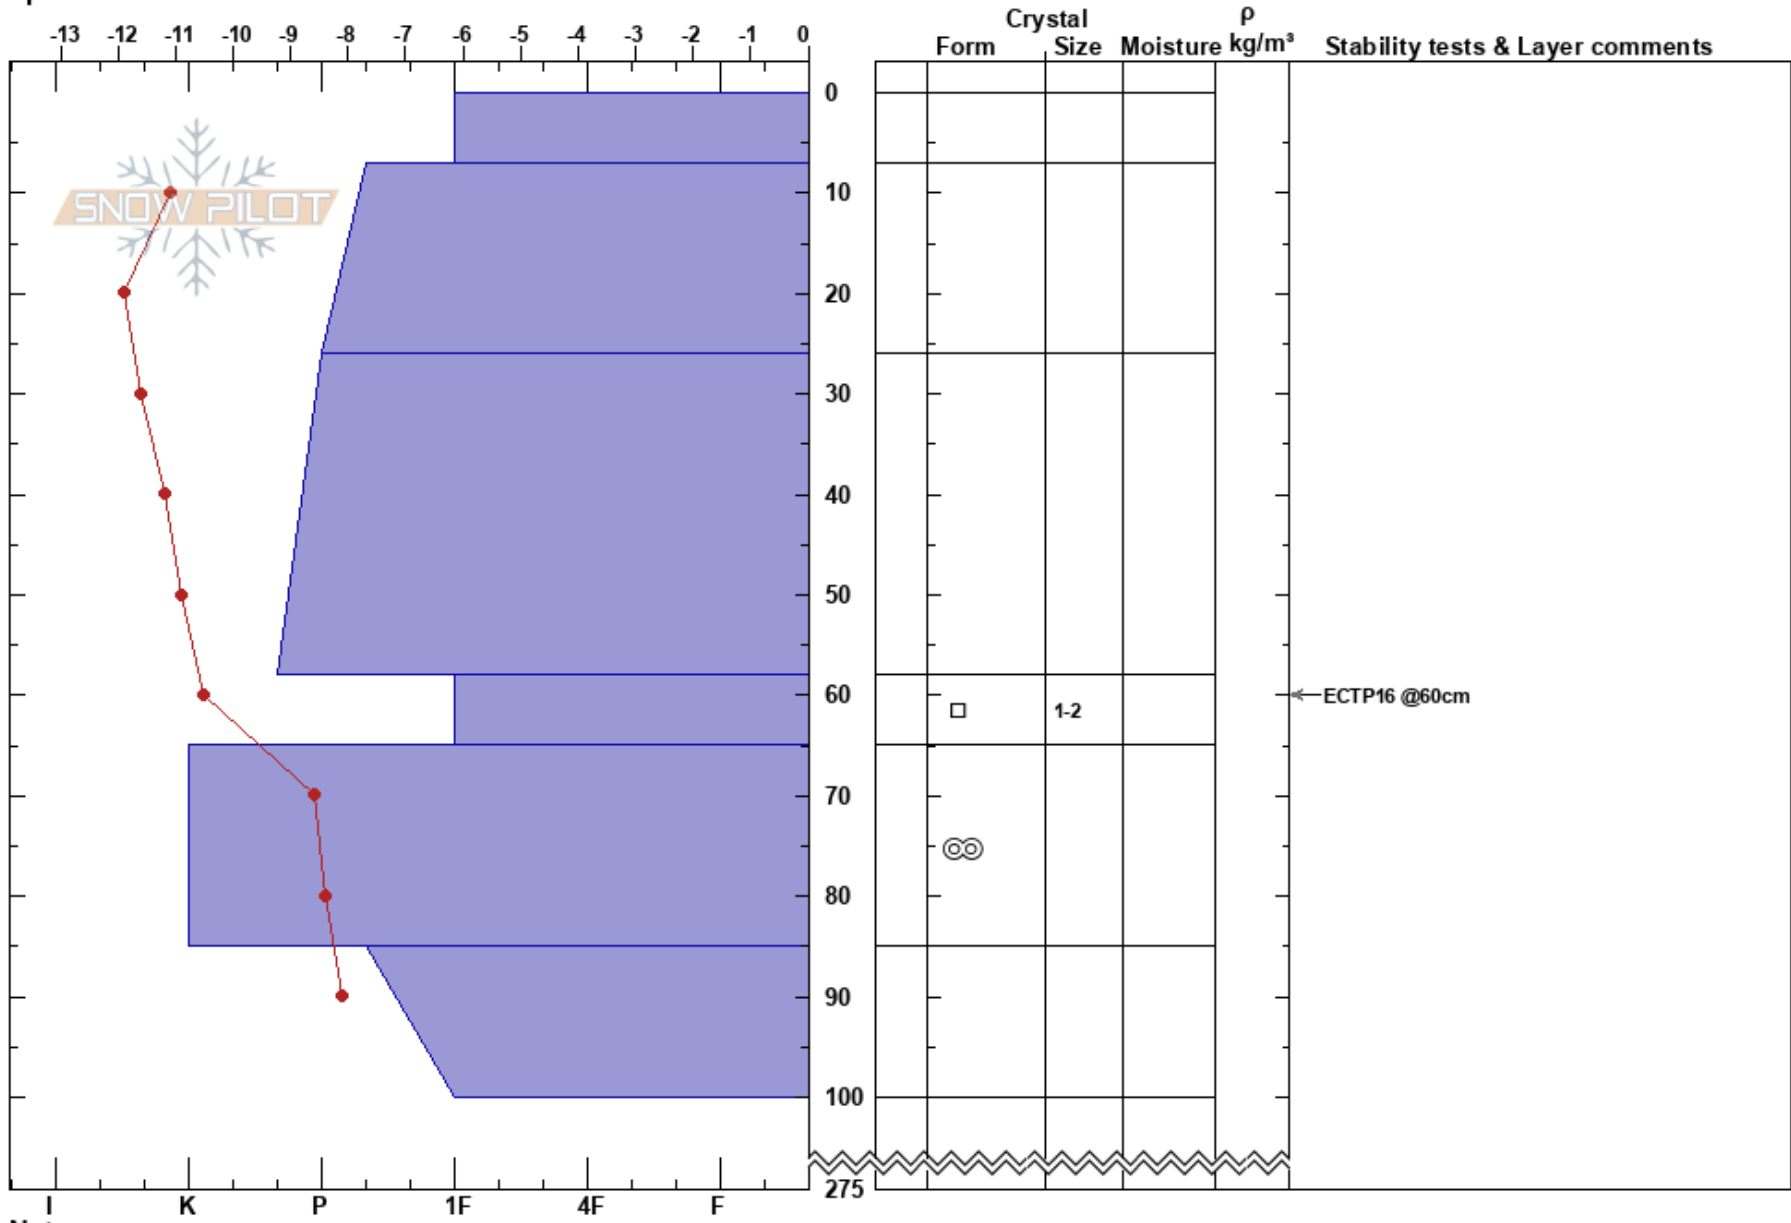 Crystal ρ
-13 -12 -11 -10 -9 -8 -7 -6 -5 -4 -3 -2 -1 0
Form Size Moisture kg/m³ Stability tests & Layer comments
0
SNOW PILOT
10
20
30
40
50
60 ECTP16 @60cm
1-2
70
80
90
100
275
I K P 1F 4F F